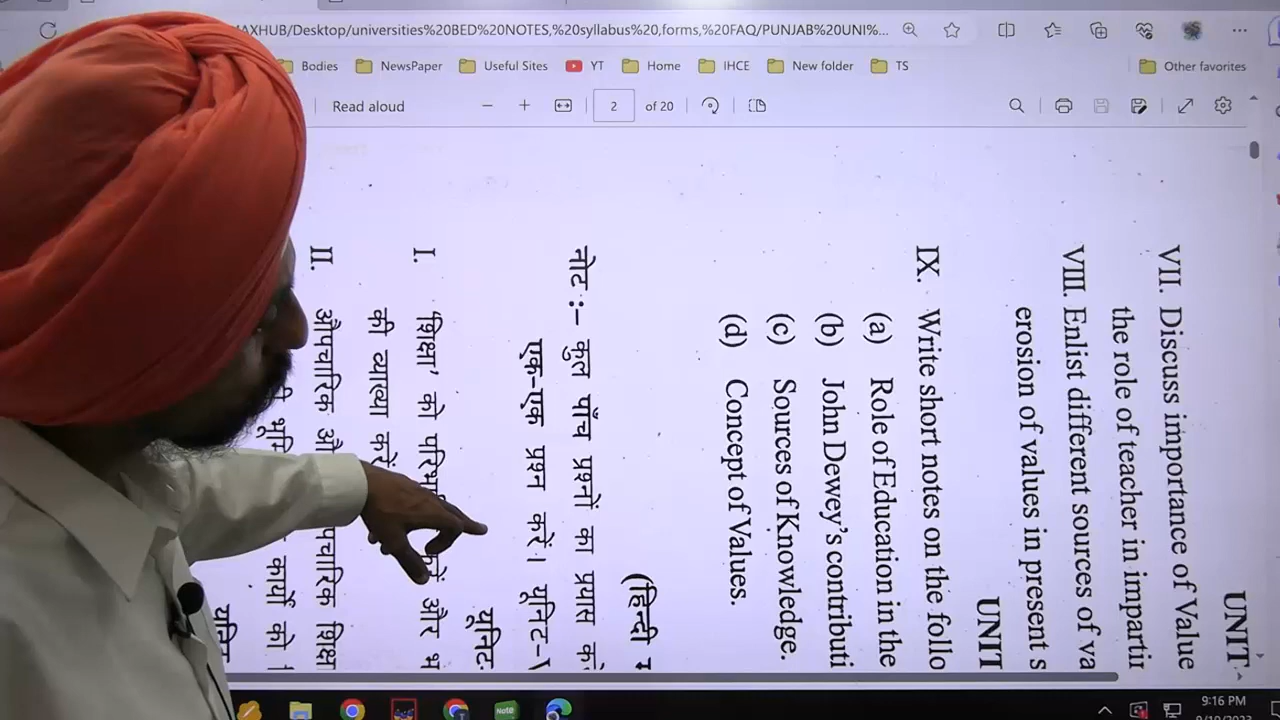 AXHUB/Desktop/universities%20BED%20NOTES,%20syllabus%20,forms,%20FAQ/PUNJAB%20UNI%...
Bodies NewsPaper Useful Sites YT Home IHCE New folder TS Other favorites
Read aloud 2 of 20
UNIT
VII. Discuss importance of Value
the role of teacher in impartin
VIII. Enlist different sources of va
erosion of values in present s
UNIT
IX. Write short notes on the follo
(a) Role of Education in the
(b) John Dewey's contributi
(c) Sources of Knowledge.
(d) Concept of Values.
(हिन्दी
नोट :– कुल पाँच प्रश्नों का प्रयास
एक-एक प्रश्न करें। यूनिट-V
यूनिट
I. शिक्षा' को और
की व्याख्या करें
II. औपचारिक शिक्षा
कार्यों को
यूनिट
Note
9:16 PM